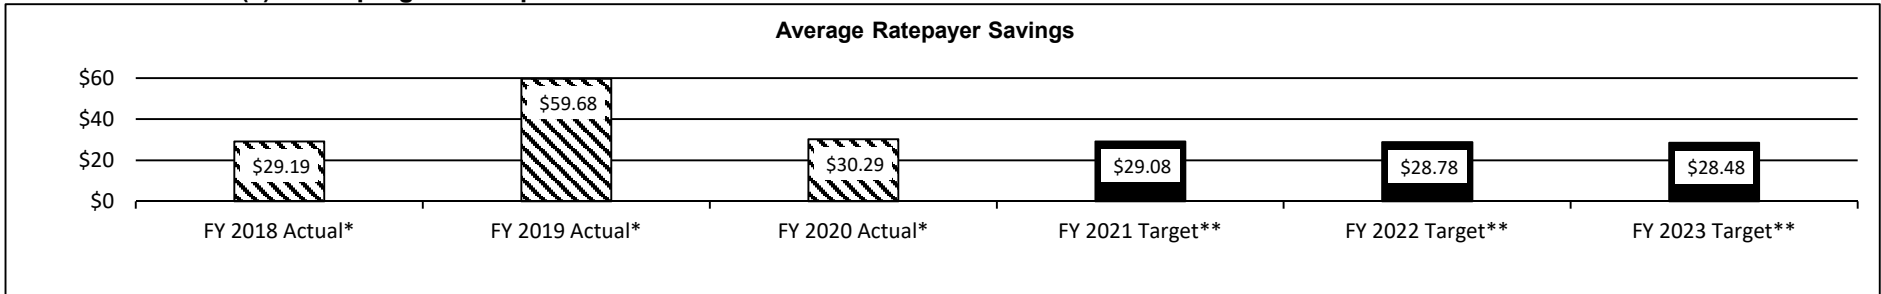 Average Ratepayer Savings
$60
$40
$20
$0
$29.19
$59.68
$30.29
$29.08
$28.78
$28.48
FY 2018 Actual*
FY 2019 Actual*
FY 2020 Actual*
FY 2021 Target**
FY 2022 Target**
FY 2023 Target**